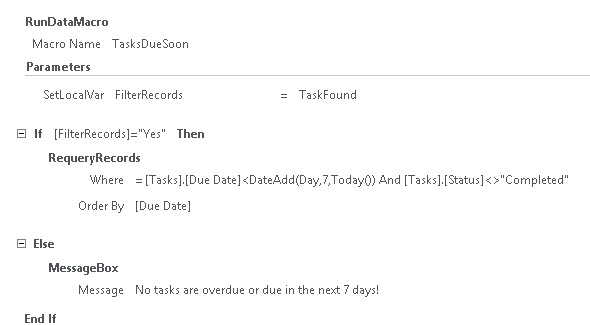 RunDataMacro
Macro Name TasksDueSoon
Parameters
SetLocalVar FilterRecords = TaskFound
If [FilterRecords]="Yes" Then
RequeryRecords
Where = [Tasks].[Due Date]<DateAdd(Day,7,Today()) And [Tasks].[Status]<>"Completed"
Order By [Due Date]
Else
MessageBox
Message No tasks are overdue or due in the next 7 days!
End If